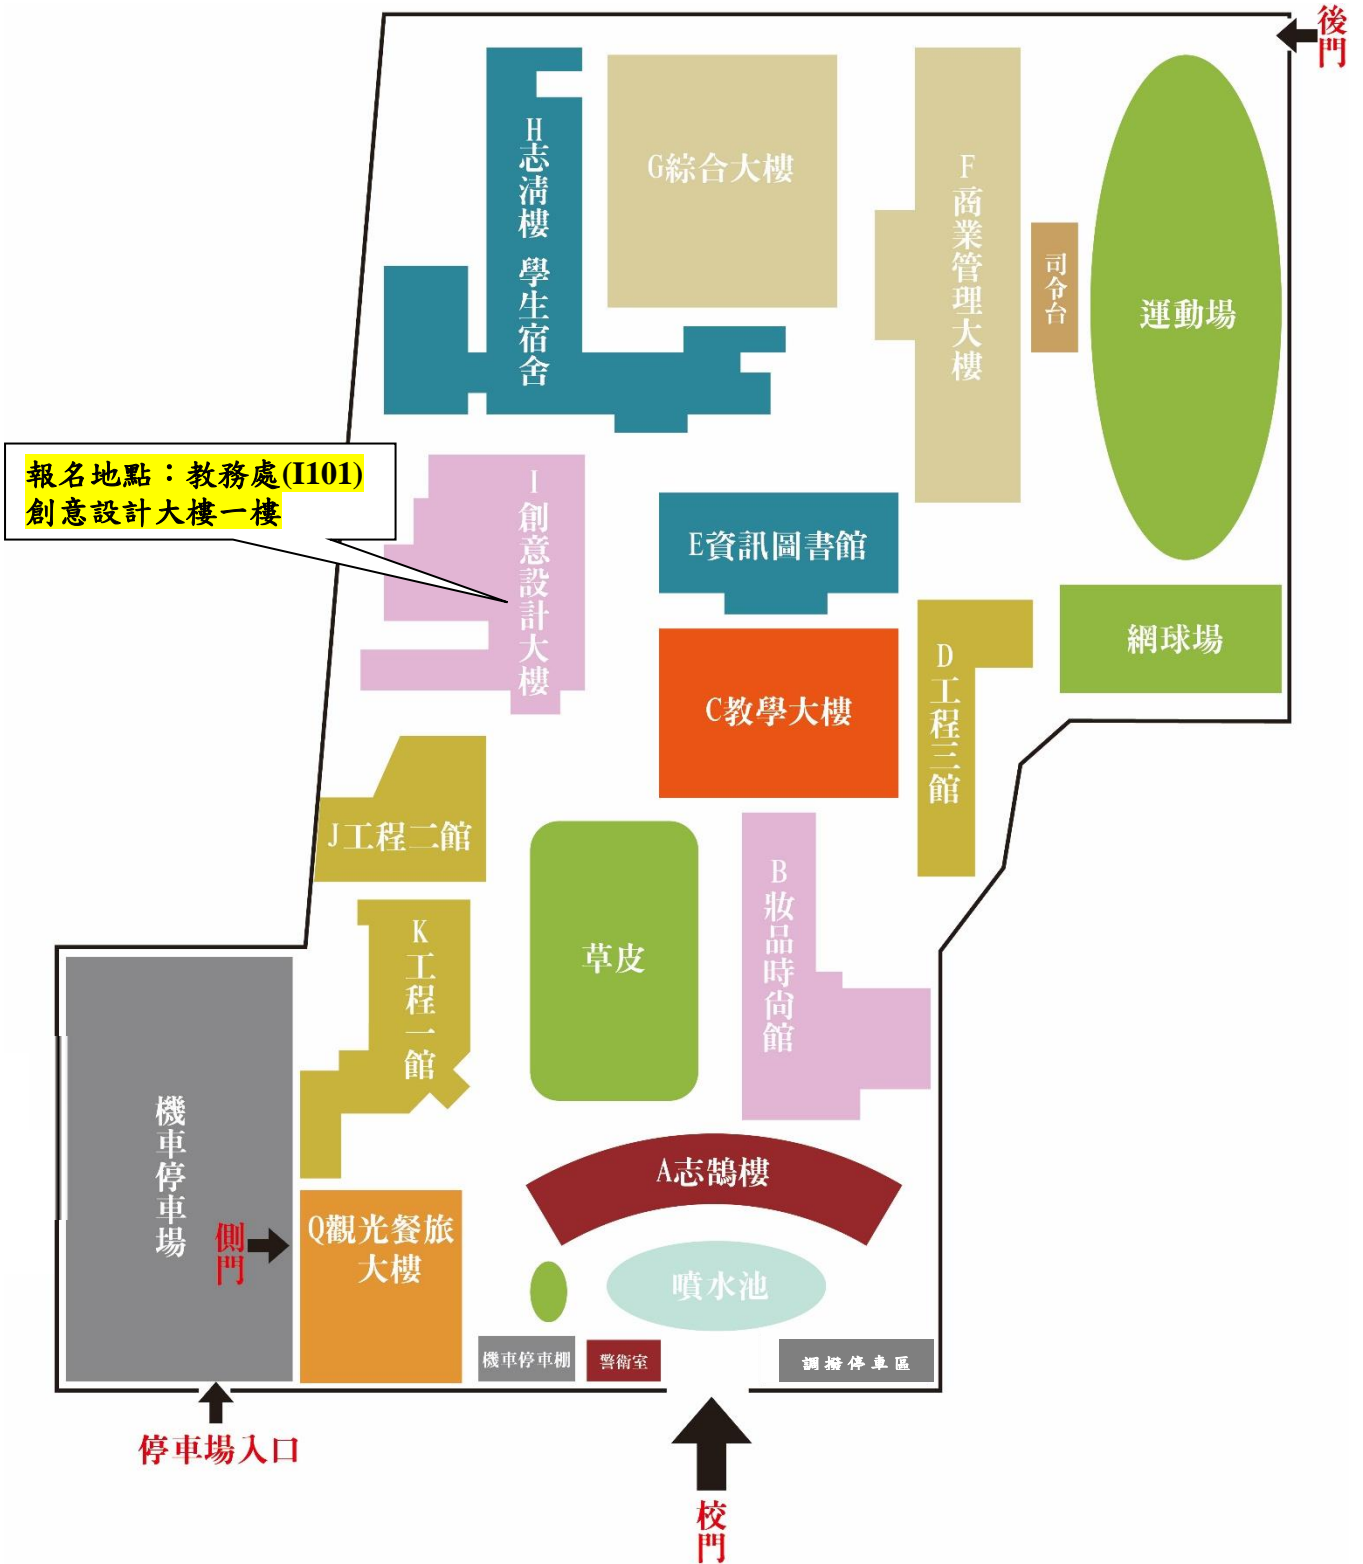 後門
H志清樓 學生宿舍
G綜合大樓
F商業管理大樓
司令台
運動場
報名地點：教務處(I101)
創意設計大樓一樓
I創意設計大樓
E資訊圖書館
網球場
C教學大樓
D工程三館
J工程二館
K工程一館
草皮
B妝品時尚館
機車停車場
側門
A志鵠樓
Q觀光餐旅
大樓
噴水池
機車停車棚
警衛室
調撥停車區
停車場入口
校門